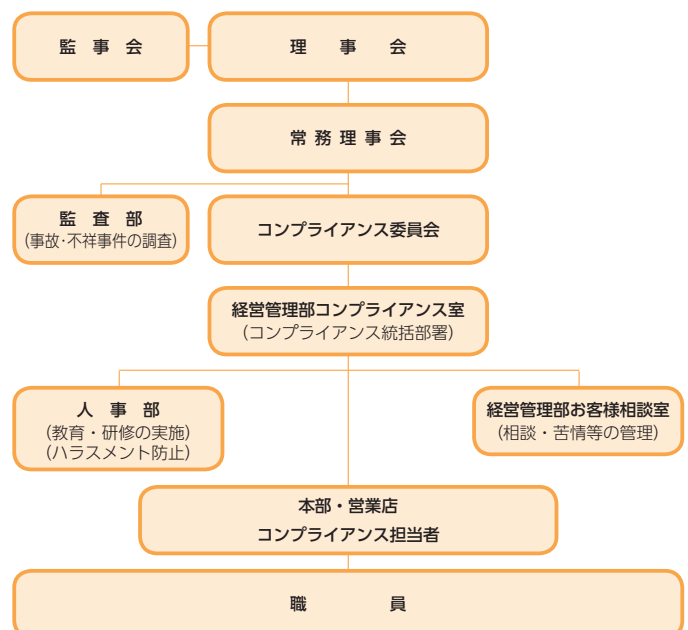 監事会
理事会
常務理事会
監査部
(事故・不祥事件の調査)
コンプライアンス委員会
経営管理部コンプライアンス室
(コンプライアンス統括部署)
人事部
(教育・研修の実施)
(ハラスメント防止)
経営管理部お客様相談室
(相談・苦情等の管理)
本部・営業店
コンプライアンス担当者
職員